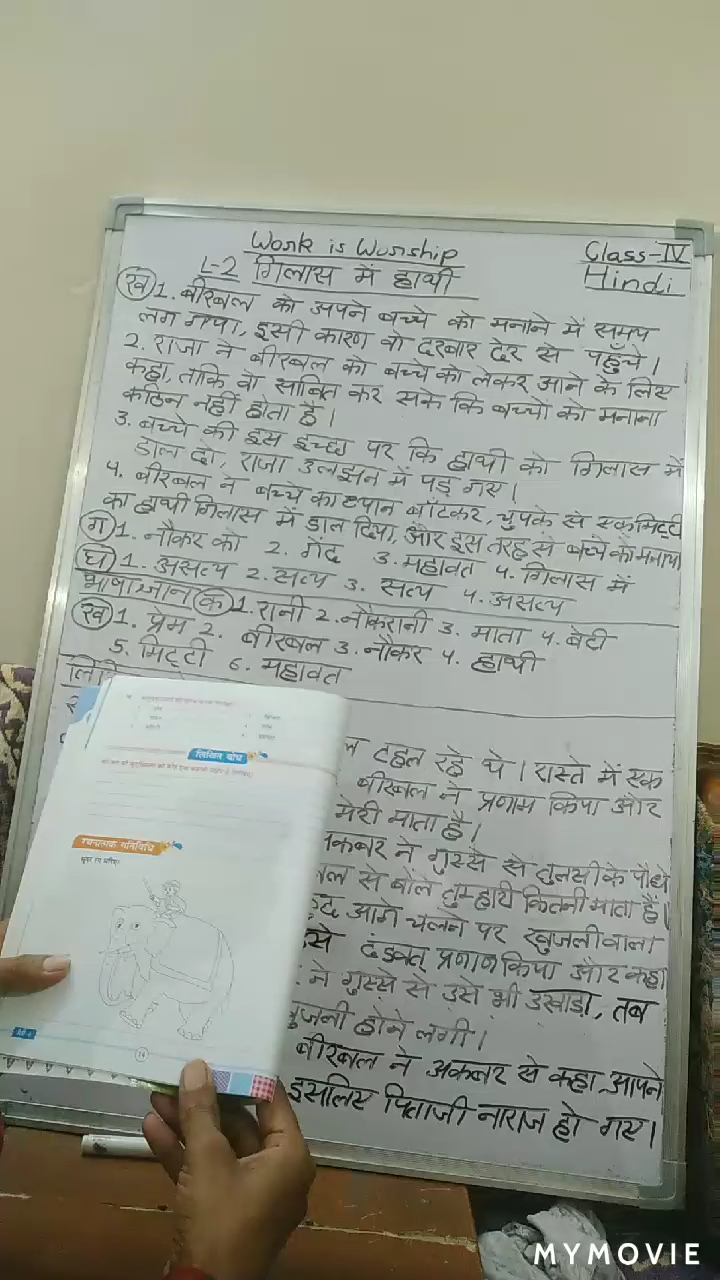 Work is Worship
Class-IV
L-2 गिलास में हाथी
Hindi
(ख) 1. बीरबल को अपने बच्चे को मनाने में समय
लग गया, इसी कारण वो दरबार देर से पहुँचे।
2. राजा ने बीरबल को बच्चे को लेकर आने के लिए
कहा, ताकि वो साबित कर सके कि बच्चों को मनाना
कठिन नहीं होता है।
3. बच्चे की इस इच्छा पर कि हाथी को गिलास में
डाल दो, राजा उलझन में पड़ गए।
4. बीरबल ने बच्चे का ध्यान बाँटकर, चुपके से एक मिट्टी
का हाथी गिलास में डाल दिया, और इस तरह से बच्चे को मनाया
(ग) 1. नौकर को 2. गेंद 3. महावत 4. गिलास में
(घ) 1. असत्य 2. सत्य 3. सत्य 4. असत्य
भाषाज्ञान (क) 1. रानी 2. नौकरानी 3. माता 4. बेटी
(ख) 1. प्रेम 2. बीरबल 3. नौकर 4. हाथी
5. मिट्टी 6. महावत
टहल रहे थे। रास्ते में एक
बीरबल ने प्रणाम किया और
मेरी माता है।
अकबर ने गुस्से से तुलसी के पौधे
से बोले तुम्हारी कितनी माता हैं।
आगे चलने पर खुजलीवाला
दंडवत् प्रणाम किया और कहा
ने गुस्से से उसे भी उखाड़ा, तब
खुजली होने लगी।
बीरबल ने अकबर से कहा, आपने
इसलिए पिताजी नाराज हो गए।
लिखित बोध
रचनात्मक गतिविधि
MYMOVIE